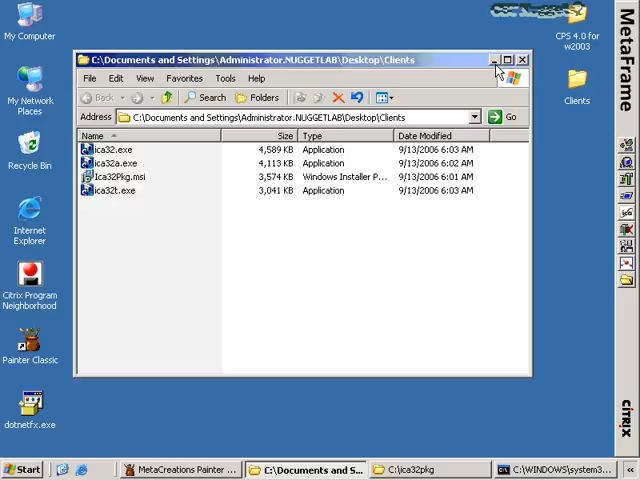 My Computer
My Network
Places
Recycle Bin
Internet
Explorer
Citrix Program
Neighborhood
Painter Classic
dotnetfx.exe
CPS 4.0 for
w2003
Clients
MetaFrame
CITRIX
C:\Documents and Settings\Administrator.NUGGETLAB\Desktop\Clients
File Edit View Favorites Tools Help
Back Search Folders
Address C:\Documents and Settings\Administrator.NUGGETLAB\Desktop\Clients Go
Name Size Type Date Modified
ica32.exe 4,589 KB Application 9/13/2006 6:03 AM
ica32a.exe 4,113 KB Application 9/13/2006 6:02 AM
Ica32Pkg.msi 3,574 KB Windows Installer P... 9/13/2006 6:01 AM
ica32t.exe 3,041 KB Application 9/13/2006 6:03 AM
Start MetaCreations Painter ... C:\Documents and S... C:\ica32pkg C:\WINDOWS\system3...